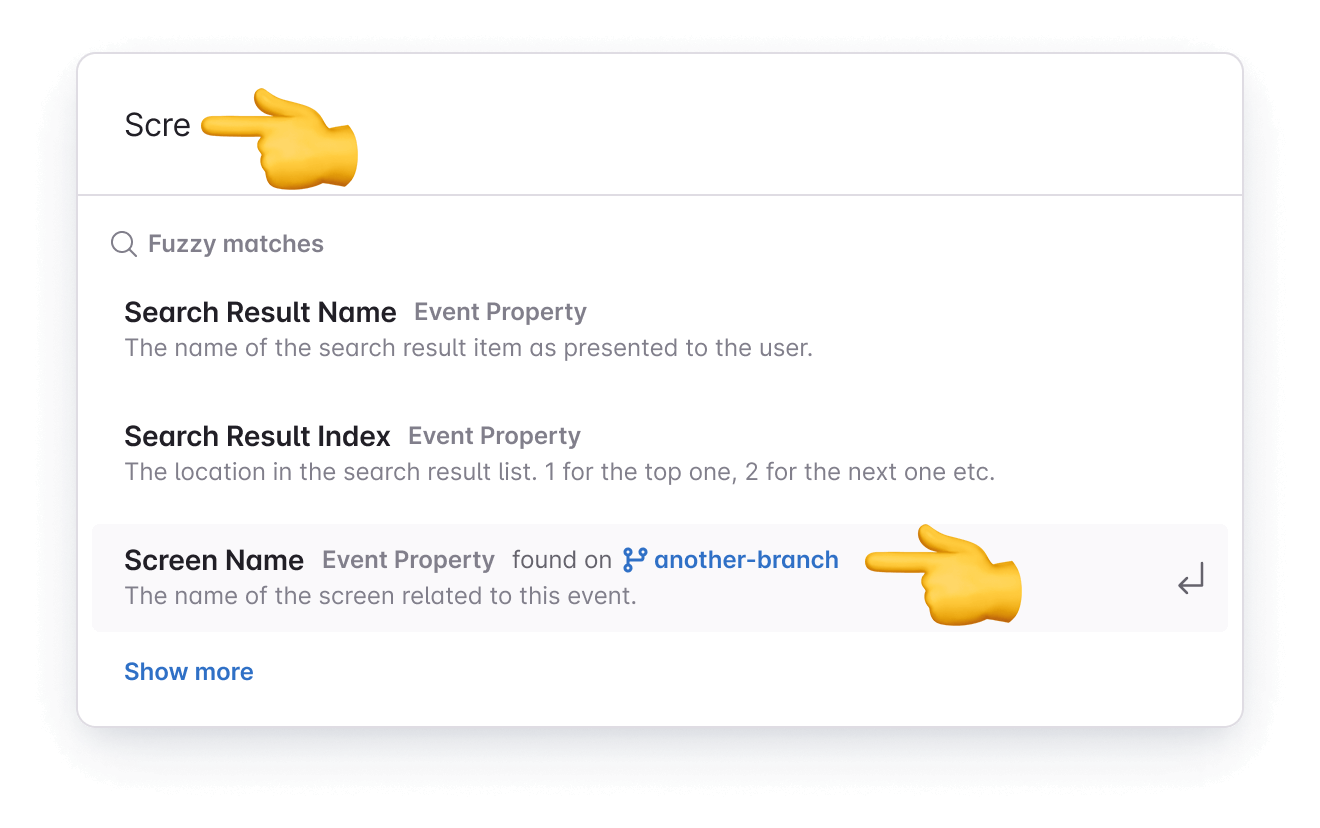 Scre
Fuzzy matches
Search Result Name Event Property
The name of the search result item as presented to the user.
Search Result Index Event Property
The location in the search result list. 1 for the top one, 2 for the next one etc.
Screen Name Event Property found on another-branch
The name of the screen related to this event.
Show more